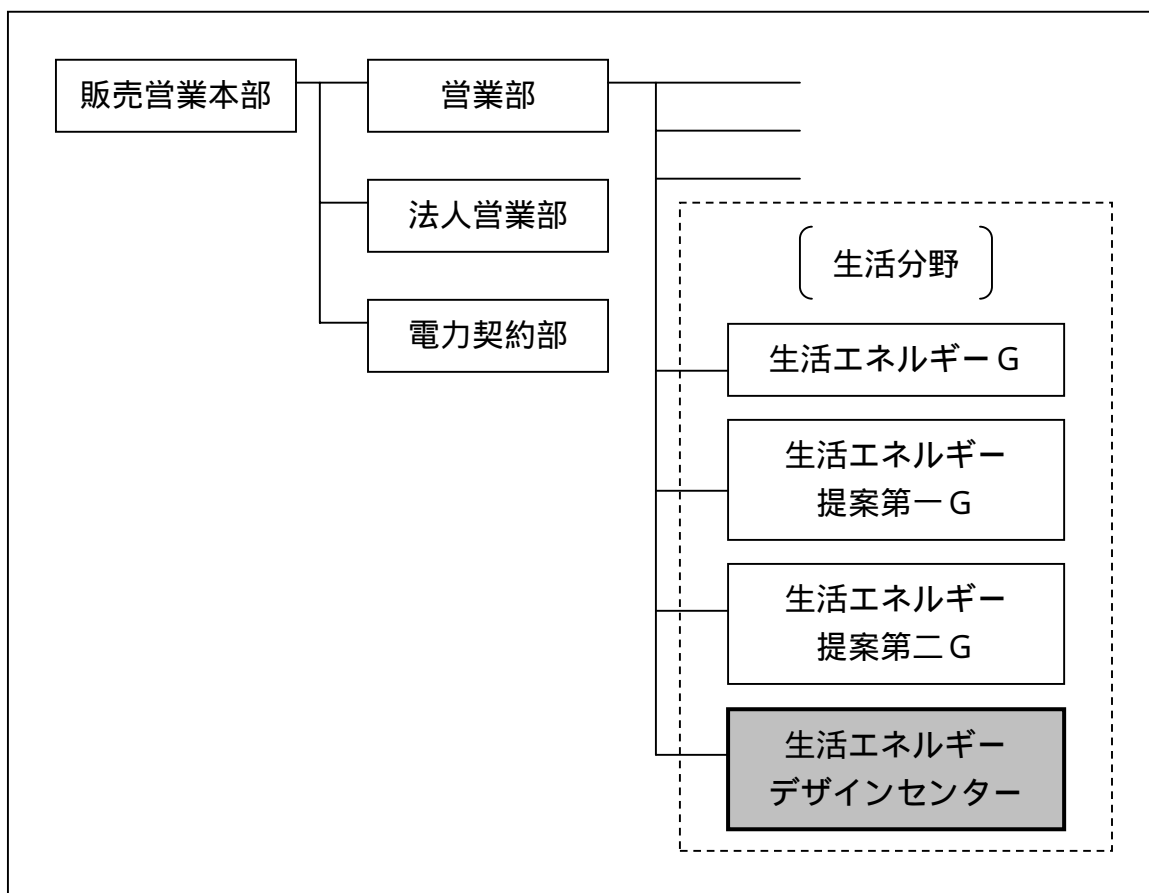 販売営業本部
営業部
法人営業部
電力契約部
生活分野
生活エネルギーG
生活エネルギー
提案第一G
生活エネルギー
提案第二G
生活エネルギー
デザインセンター